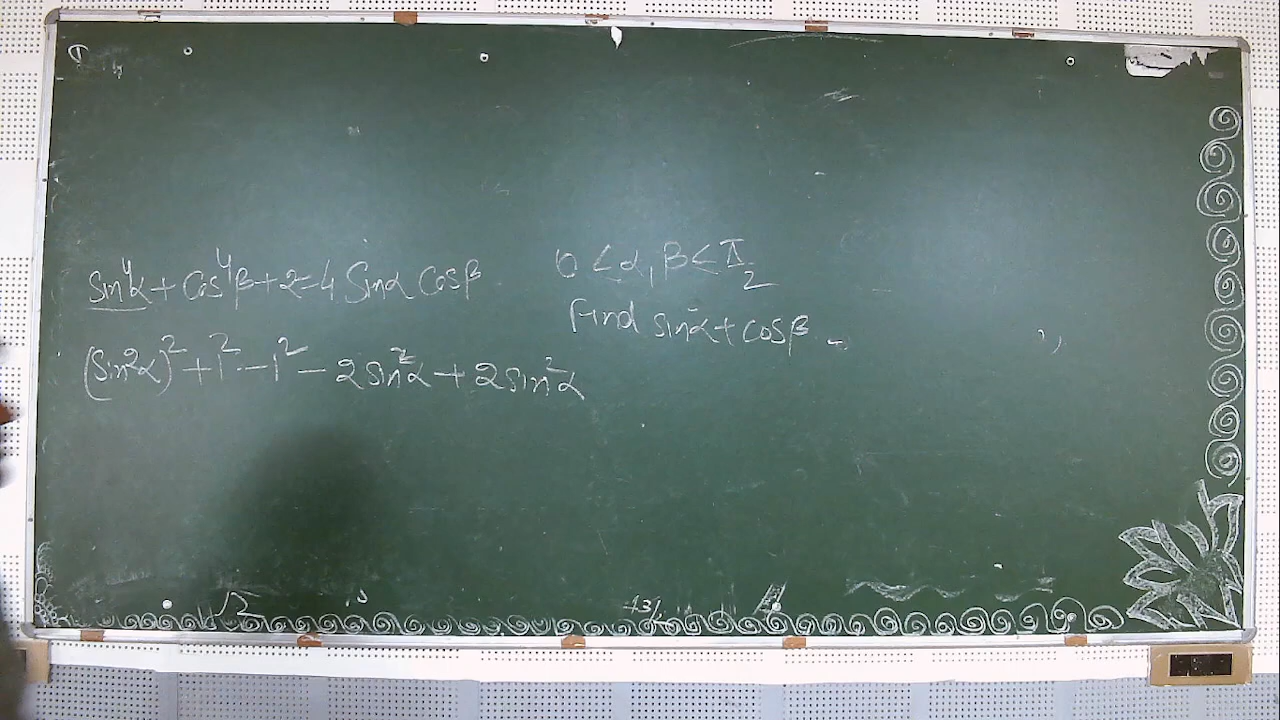 sin⁴α + cos⁴β + 2 = 4 Sinα Cosβ
0 < α, β < π/2
Find sinα + cosβ
(sin²α)² + 1² - 1² - 2sin²α + 2sin²α